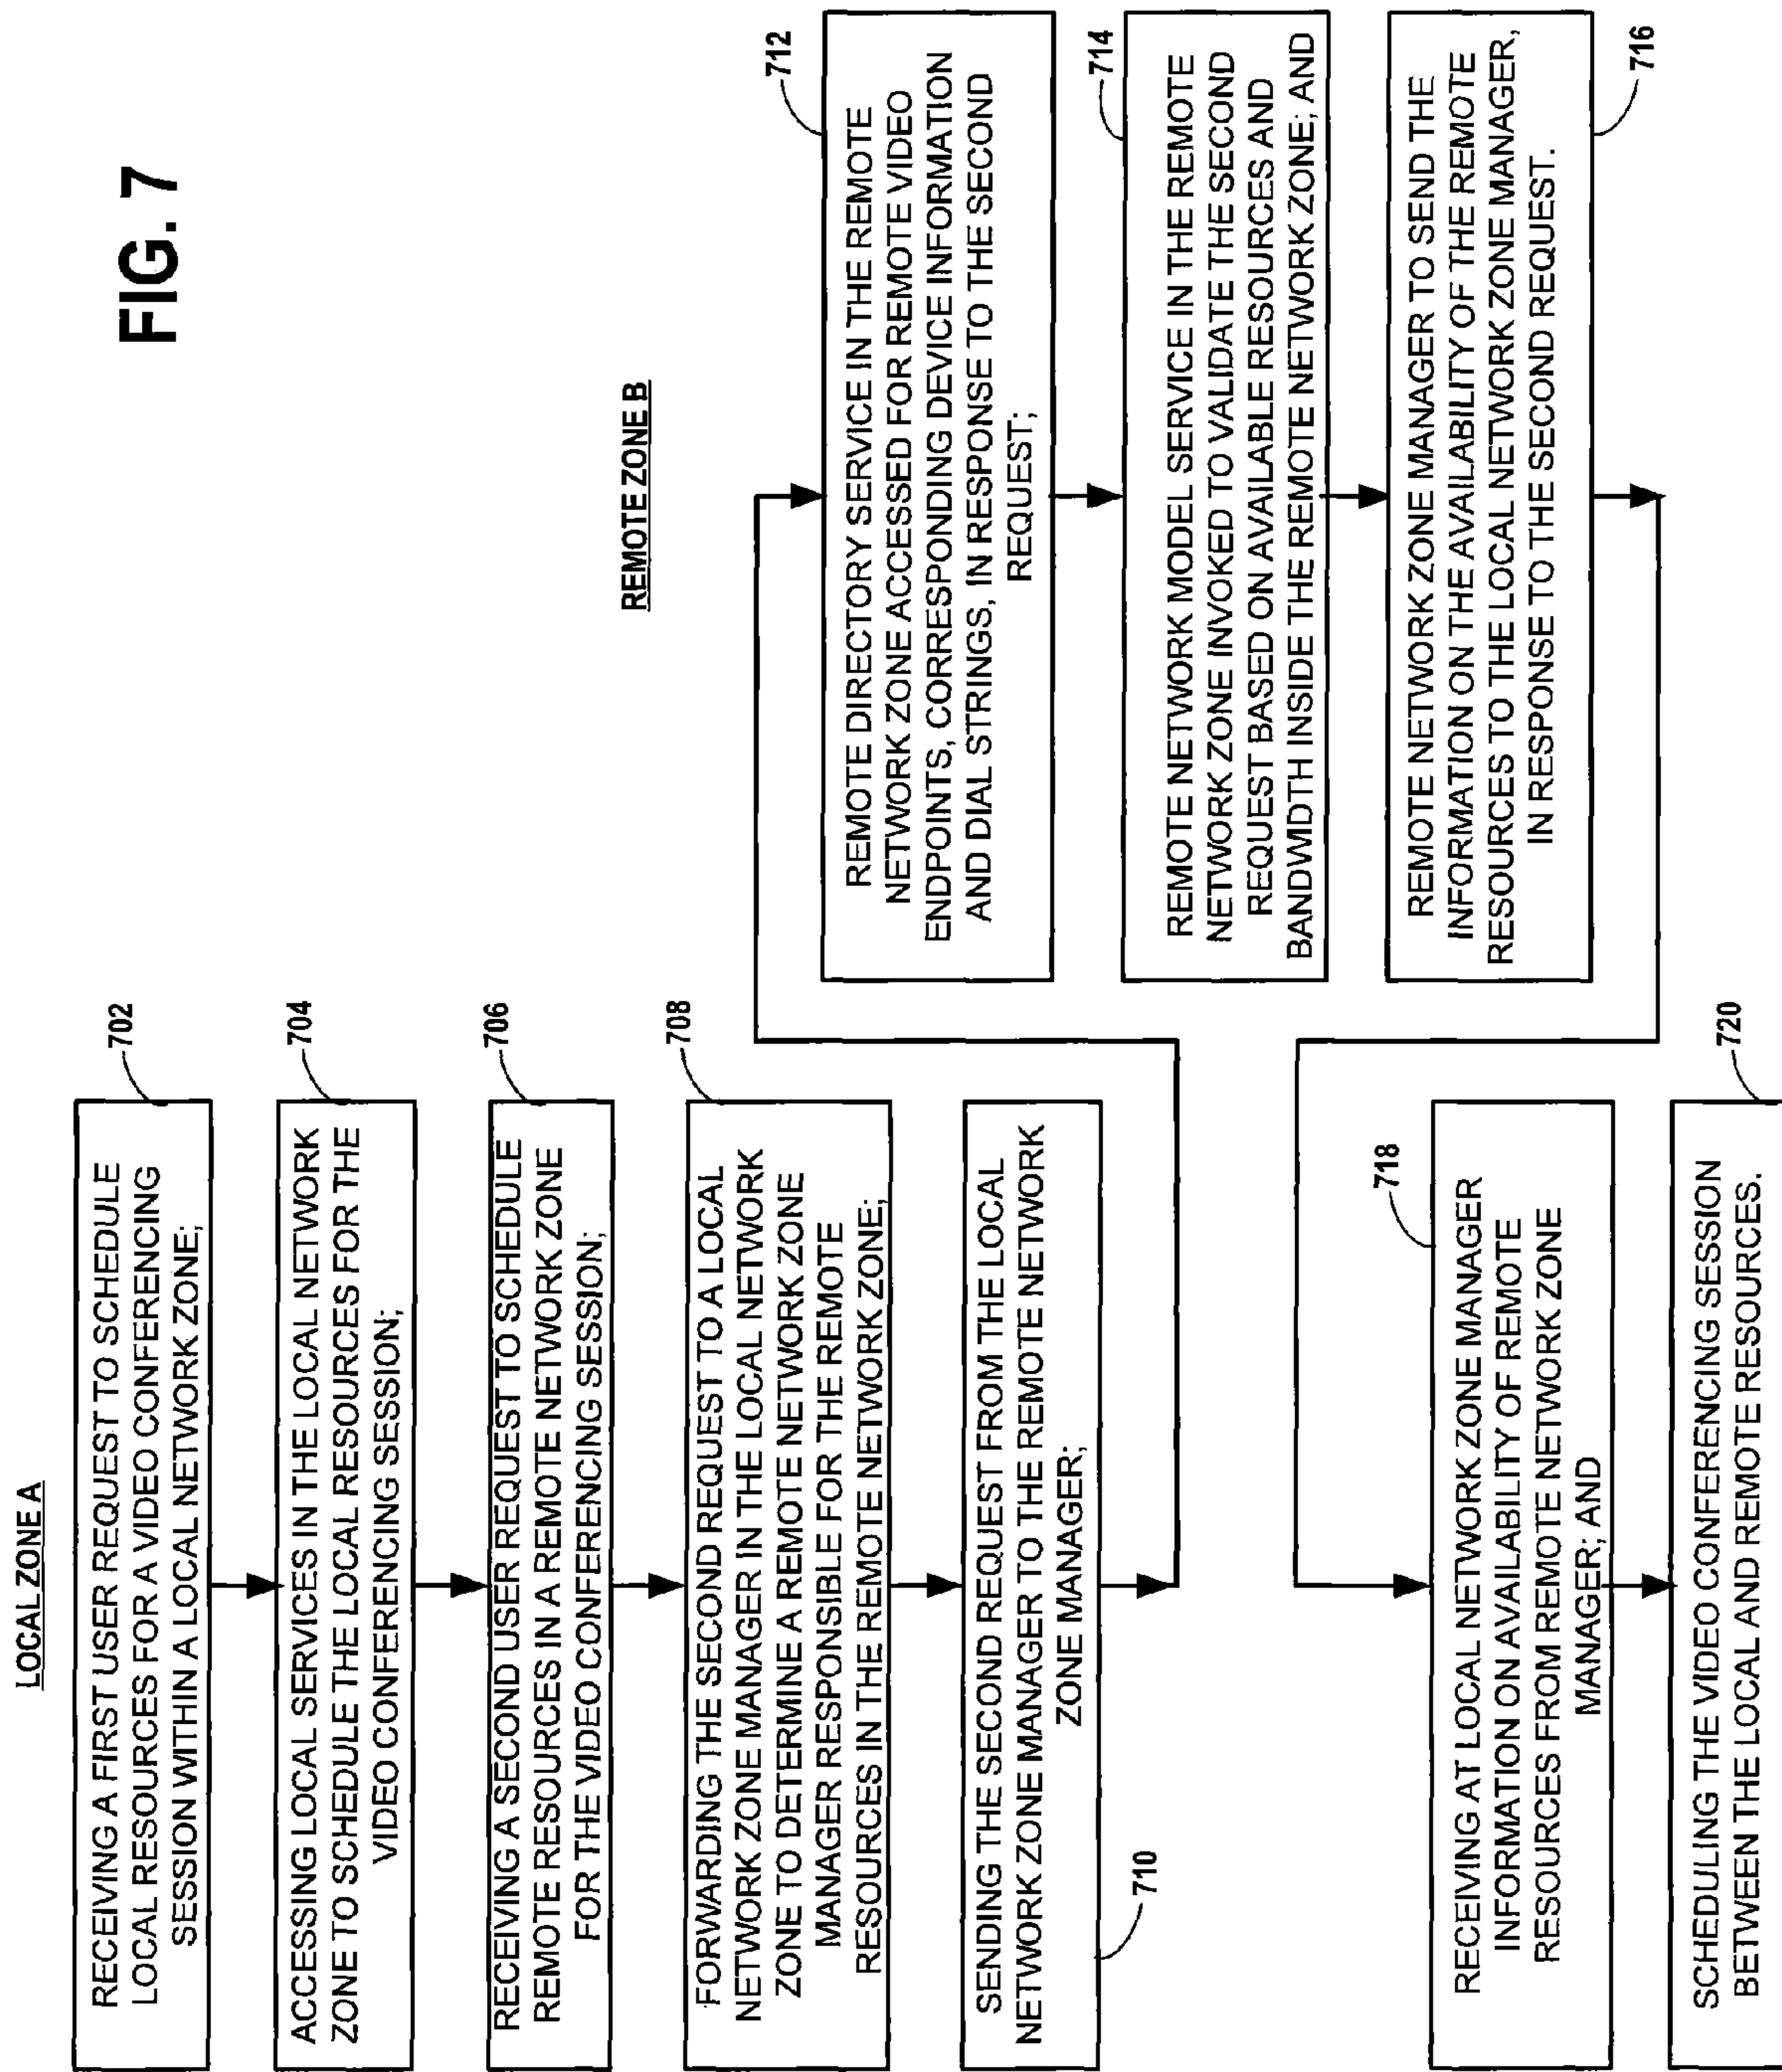 FIG. 7
LOCAL ZONE A
RECEIVING A FIRST USER REQUEST TO SCHEDULE
LOCAL RESOURCES FOR A VIDEO CONFERENCING
SESSION WITHIN A LOCAL NETWORK ZONE;
702
ACCESSING LOCAL SERVICES IN THE LOCAL NETWORK
ZONE TO SCHEDULE THE LOCAL RESOURCES FOR THE
VIDEO CONFERENCING SESSION;
704
RECEIVING A SECOND USER REQUEST TO SCHEDULE
REMOTE RESOURCES IN A REMOTE NETWORK ZONE
FOR THE VIDEO CONFERENCING SESSION;
706
FORWARDING THE SECOND REQUEST TO A LOCAL
NETWORK ZONE MANAGER IN THE LOCAL NETWORK
ZONE TO DETERMINE A REMOTE NETWORK ZONE
MANAGER RESPONSIBLE FOR THE REMOTE
RESOURCES IN THE REMOTE NETWORK ZONE;
708
SENDING THE SECOND REQUEST FROM THE LOCAL
NETWORK ZONE MANAGER TO THE REMOTE NETWORK
ZONE MANAGER;
710
REMOTE ZONE B
REMOTE DIRECTORY SERVICE IN THE REMOTE
NETWORK ZONE ACCESSED FOR REMOTE VIDEO
ENDPOINTS, CORRESPONDING DEVICE INFORMATION
AND DIAL STRINGS, IN RESPONSE TO THE SECOND
REQUEST;
712
REMOTE NETWORK MODEL SERVICE IN THE REMOTE
NETWORK ZONE INVOKED TO VALIDATE THE SECOND
REQUEST BASED ON AVAILABLE RESOURCES AND
BANDWIDTH INSIDE THE REMOTE NETWORK ZONE; AND
714
REMOTE NETWORK ZONE MANAGER TO SEND THE
INFORMATION ON THE AVAILABILITY OF THE REMOTE
RESOURCES TO THE LOCAL NETWORK ZONE MANAGER,
IN RESPONSE TO THE SECOND REQUEST.
716
RECEIVING AT LOCAL NETWORK ZONE MANAGER
INFORMATION ON AVAILABILITY OF REMOTE
RESOURCES FROM REMOTE NETWORK ZONE
MANAGER; AND
718
SCHEDULING THE VIDEO CONFERENCING SESSION
BETWEEN THE LOCAL AND REMOTE RESOURCES.
720